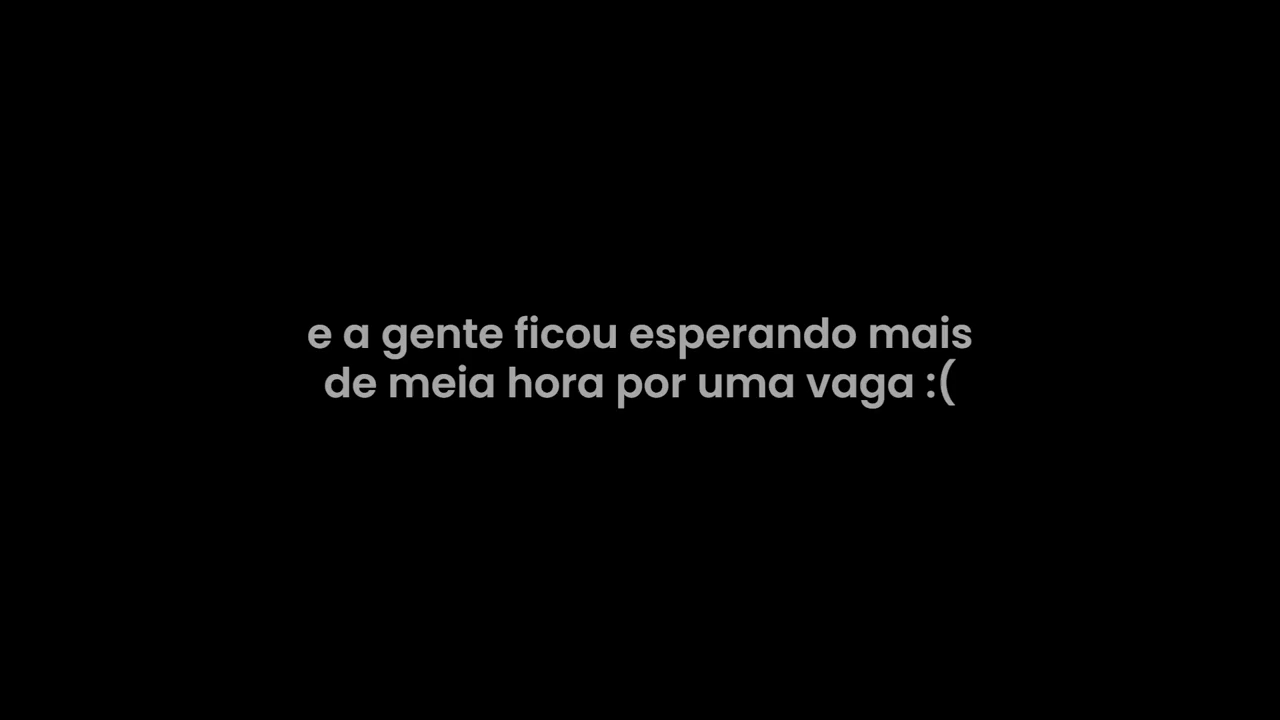 e a gente ficou esperando mais
de meia hora por uma vaga :(